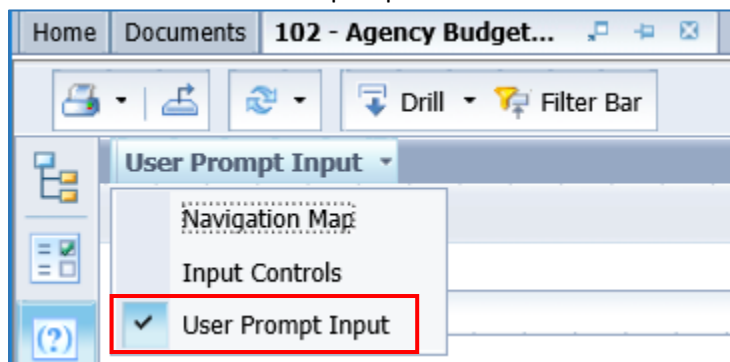 Home Documents 102 - Agency Budget...
Drill Filter Bar
User Prompt Input
Navigation Map
Input Controls
(?) User Prompt Input